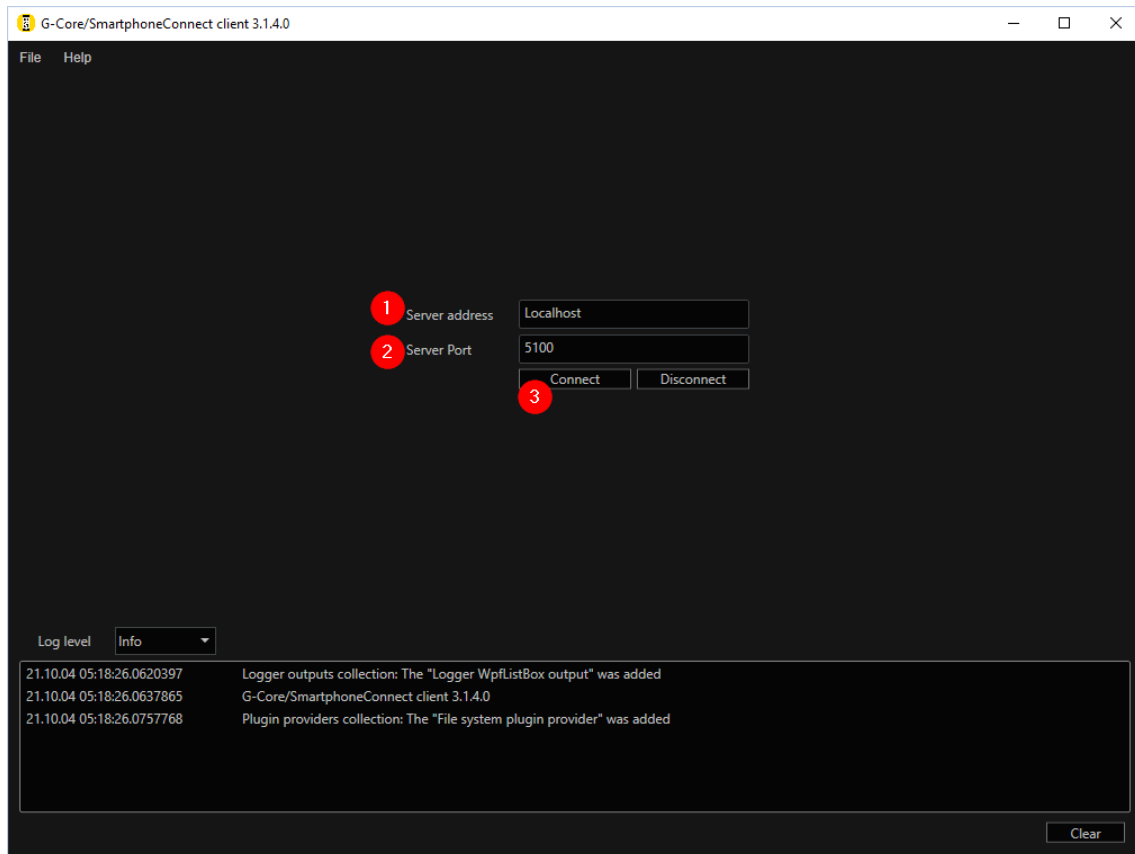 G-Core/SmartphoneConnect client 3.1.4.0
File Help
1 Server address Localhost
2 Server Port 5100
Connect Disconnect
3
Log level Info
21.10.04 05:18:26.0620397 Logger outputs collection: The "Logger WpfListBox output" was added
21.10.04 05:18:26.0637865 G-Core/SmartphoneConnect client 3.1.4.0
21.10.04 05:18:26.0757768 Plugin providers collection: The "File system plugin provider" was added
Clear